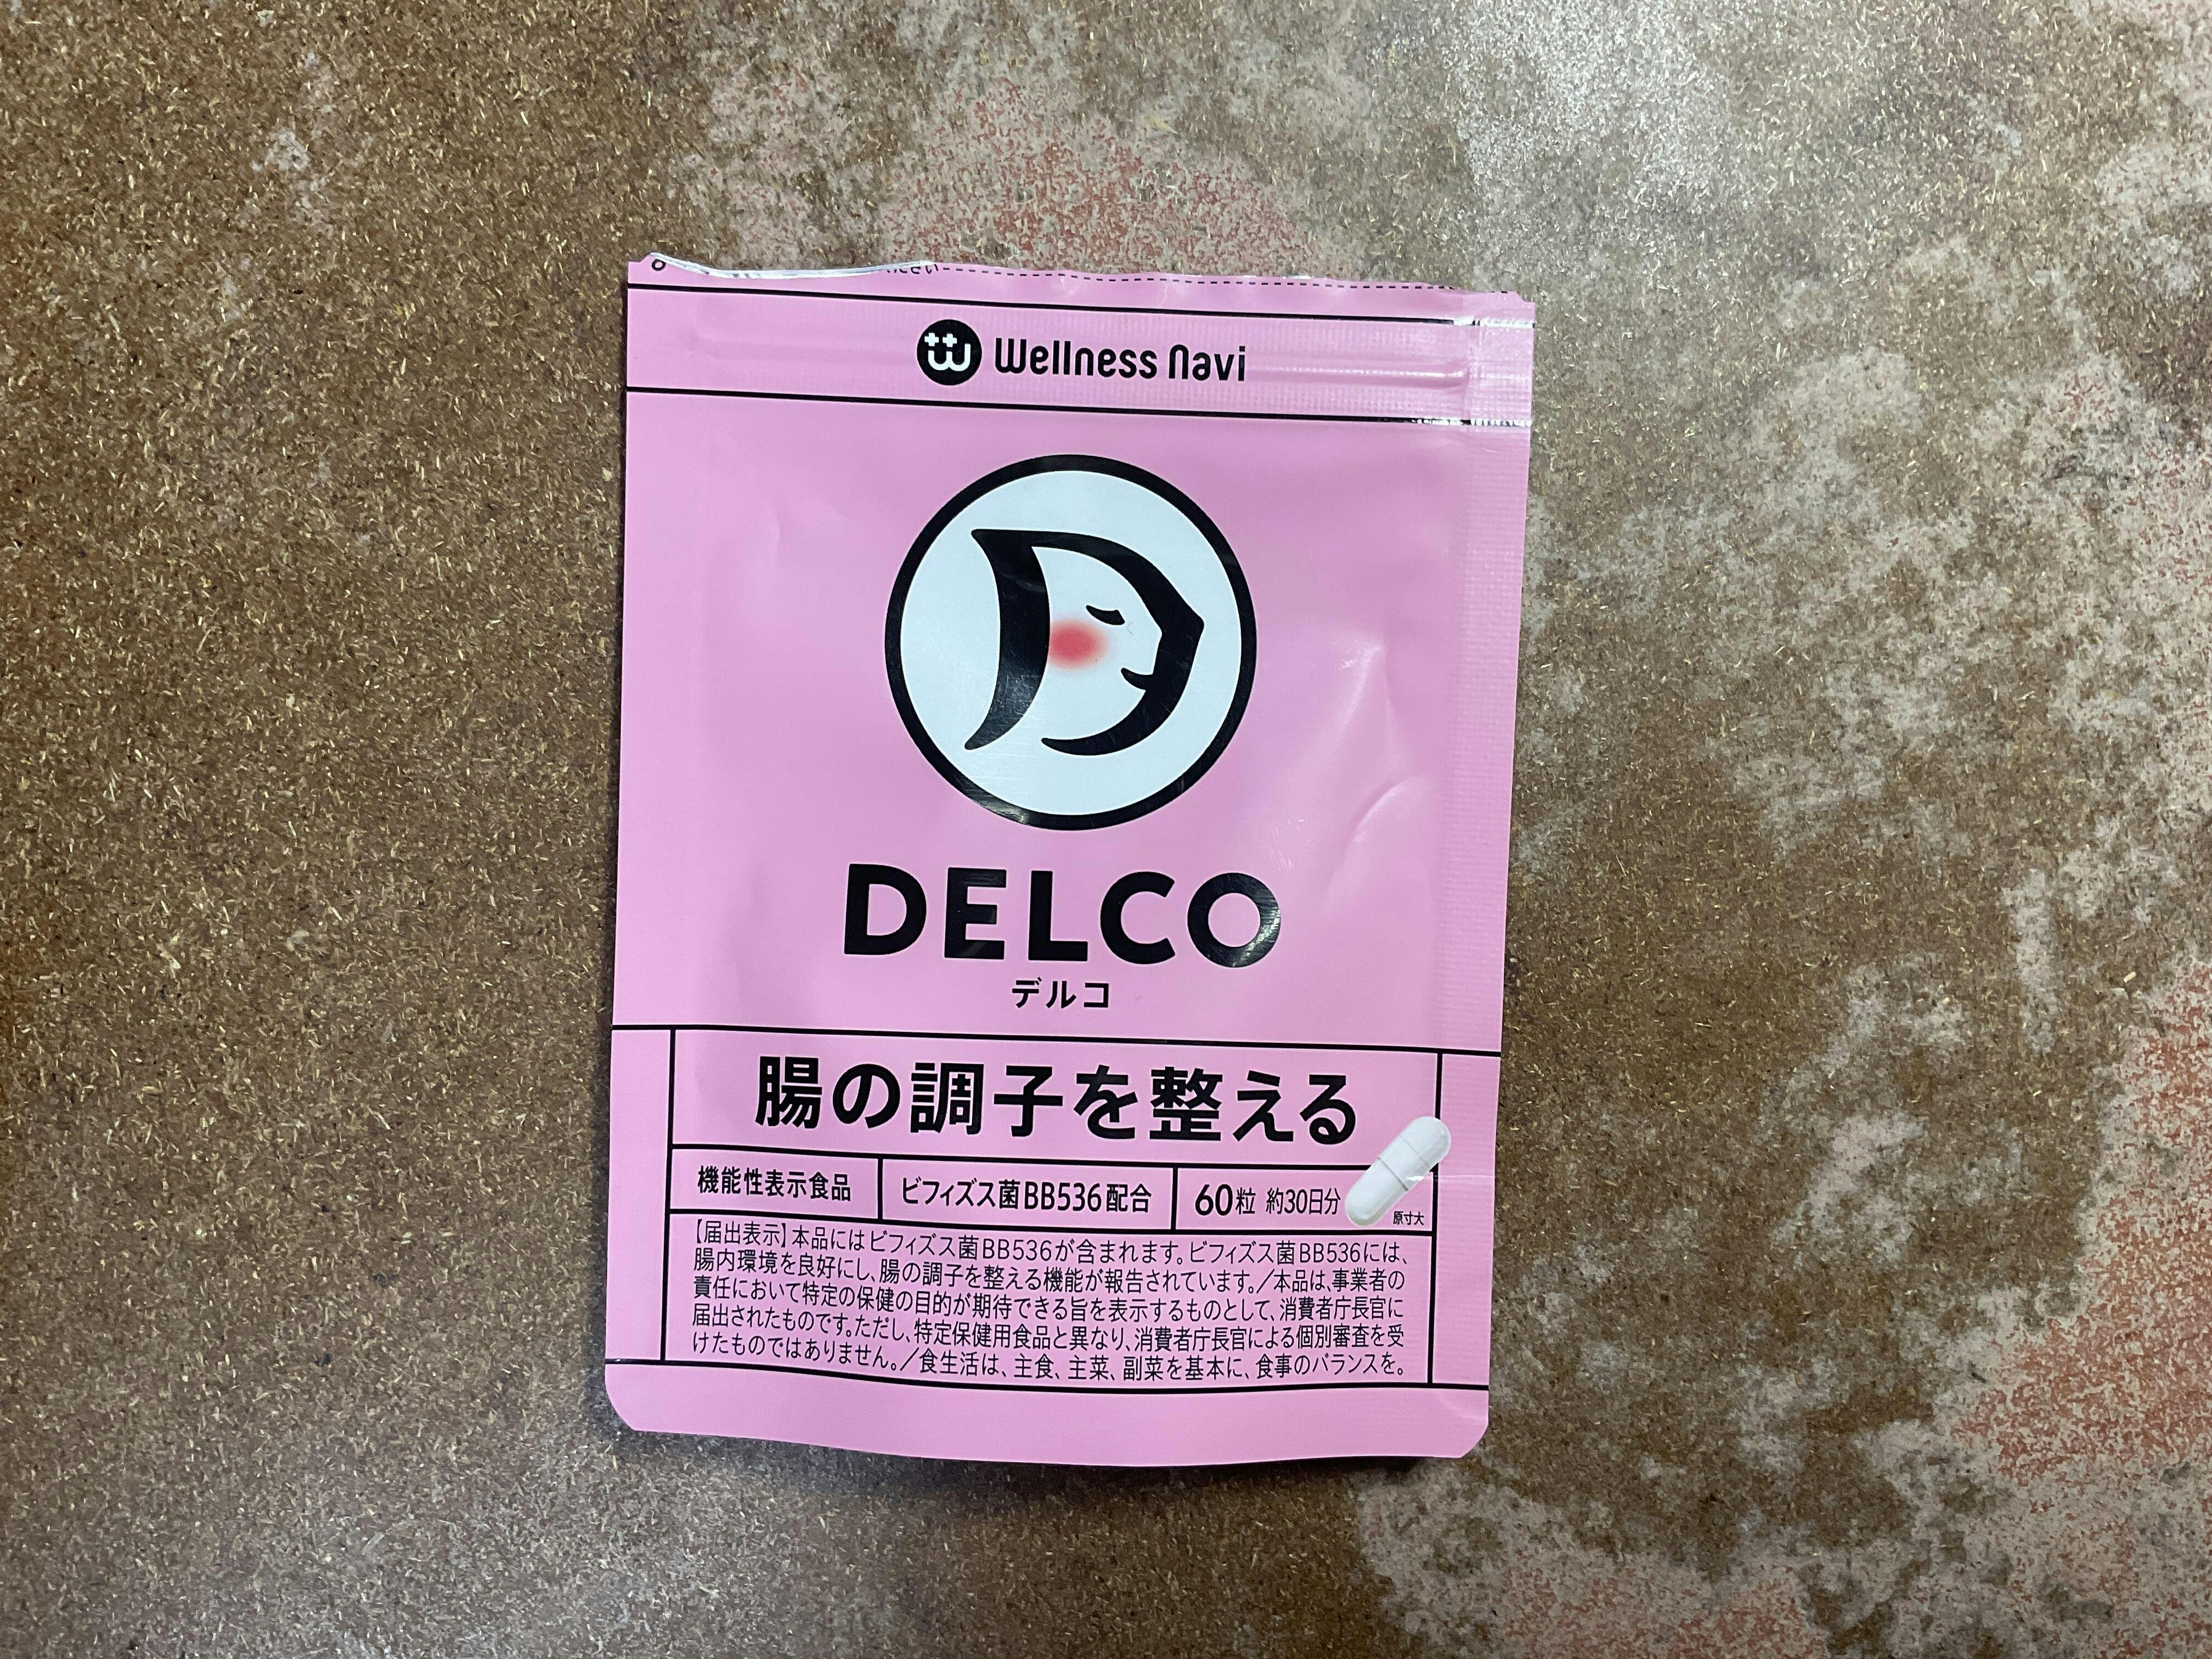 Wellness Navi
DELCO
デルコ
腸の調子を整える
機能性表示食品
ビフィズス菌BB536配合
60粒 約30日分
原寸大
【届出表示】本品にはビフィズス菌BB536が含まれます。ビフィズス菌BB536には、
腸内環境を良好にし、腸の調子を整える機能が報告されています。／本品は、事業者の
責任において特定の保健の目的が期待できる旨を表示するものとして、消費者庁長官に
届出されたものです。ただし、特定保健用食品と異なり、消費者庁長官による個別審査を受
けたものではありません。／食生活は、主食、主菜、副菜を基本に、食事のバランスを。